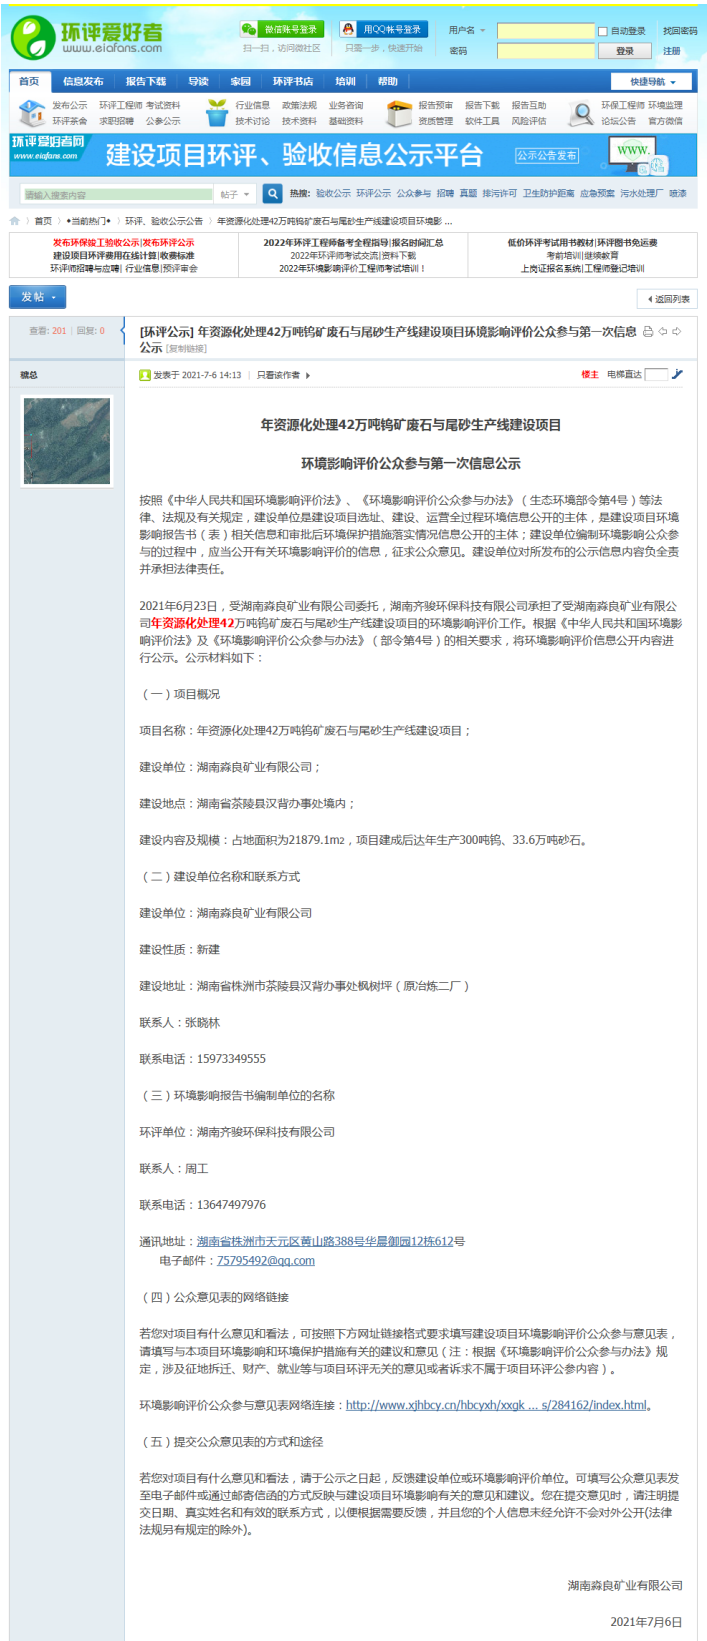 环评爱好者
www.eiafans.com
微信账号登录
扫一扫，访问微社区
用QQ帐号登录
只需一步，快速开始
用户名
自动登录
找回密码
密码
登录
注册
首页 信息发布 报告下载 导读 家园 环评书店 培训 帮助
快捷导航
发布公示 环评工程师 考试资料
环评茶舍 求职招聘 公参公示
行业信息 政策法规 业务咨询
技术讨论 技术资料 基础资料
报告预审 报告下载 报告互助
资质管理 软件工具 风险评估
环保工程师 环境监理
论坛公告 官方微信
环评爱好者网
www.eiafans.com
建设项目环评、验收信息公示平台
公示公告发布
WWW.
请输入搜索内容
帖子
热搜: 验收公示 环评公示 公众参与 招聘 真题 排污许可 卫生防护距离 应急预案 污水处理厂 喷漆
首页 〉 •当前热门• 〉 环评、验收公示公告 〉 年资源化处理42万吨钨矿废石与尾砂生产线建设项目环境影 ...
发布环保竣工验收公示|发布环评公示
建设项目环评费用在线计算|收费标准
环评师招聘与应聘| 行业信息|预评审会
2022年环评工程师备考全程指导|报名时间汇总
2022年环评师考试交流|资料下载
2022年环境影响评价工程师考试培训！
低价环评考试用书教材|环评图书免运费
考前培训|继续教育
上岗证报名系统|工程师登记培训
发帖
返回列表
查看: 201 | 回复: 0
[环评公示] 年资源化处理42万吨钨矿废石与尾砂生产线建设项目环境影响评价公众参与第一次信息
公示 [复制链接]
发表于 2021-7-6 14:13 | 只看该作者
楼主 电梯直达
年资源化处理42万吨钨矿废石与尾砂生产线建设项目
环境影响评价公众参与第一次信息公示
按照《中华人民共和国环境影响评价法》、《环境影响评价公众参与办法》（生态环境部令第4号）等法
律、法规及有关规定，建设单位是建设项目选址、建设、运营全过程环境信息公开的主体，是建设项目环境
影响报告书（表）相关信息和审批后环境保护措施落实情况信息公开的主体；建设单位编制环境影响公众参
与的过程中，应当公开有关环境影响评价的信息，征求公众意见。建设单位对所发布的公示信息内容负全责
并承担法律责任。
2021年6月23日，受湖南淼良矿业有限公司委托，湖南齐骏环保科技有限公司承担了受湖南淼良矿业有限公
司年资源化处理42万吨钨矿废石与尾砂生产线建设项目的环境影响评价工作。根据《中华人民共和国环境影
响评价法》及《环境影响评价公众参与办法》（部令第4号）的相关要求，将环境影响评价信息公开内容进
行公示。公示材料如下：
（一）项目概况
项目名称：年资源化处理42万吨钨矿废石与尾砂生产线建设项目；
建设单位：湖南淼良矿业有限公司；
建设地点：湖南省茶陵县汉背办事处境内；
建设内容及规模：占地面积为21879.1m2，项目建成后达年生产300吨钨、33.6万吨砂石。
（二）建设单位名称和联系方式
建设单位：湖南淼良矿业有限公司
建设性质：新建
建设地址：湖南省株洲市茶陵县汉背办事处枫树坪（原冶炼二厂）
联系人：张晓林
联系电话：15973349555
（三）环境影响报告书编制单位的名称
环评单位：湖南齐骏环保科技有限公司
联系人：周工
联系电话：13647497976
通讯地址：湖南省株洲市天元区黄山路388号华晨御园12栋612号
电子邮件：75795492@qq.com
（四）公众意见表的网络链接
若您对项目有什么意见和看法，可按照下方网址链接格式要求填写建设项目环境影响评价公众参与意见表，
请填写与本项目环境影响和环境保护措施有关的建议和意见（注：根据《环境影响评价公众参与办法》规
定，涉及征地拆迁、财产、就业等与项目环评无关的意见或者诉求不属于项目环评公参内容）。
环境影响评价公众参与意见表网络连接：http://www.xjhbcy.cn/hbcyxh/xxgk ... s/284162/index.html。
（五）提交公众意见表的方式和途径
若您对项目有什么意见和看法，请于公示之日起，反馈建设单位或环境影响评价单位。可填写公众意见表发
至电子邮件或通过邮寄信函的方式反映与建设项目环境影响有关的意见和建议。您在提交意见时，请注明提
交日期、真实姓名和有效的联系方式，以便根据需要反馈，并且您的个人信息未经允许不会对外公开(法律
法规另有规定的除外)。
湖南淼良矿业有限公司
2021年7月6日